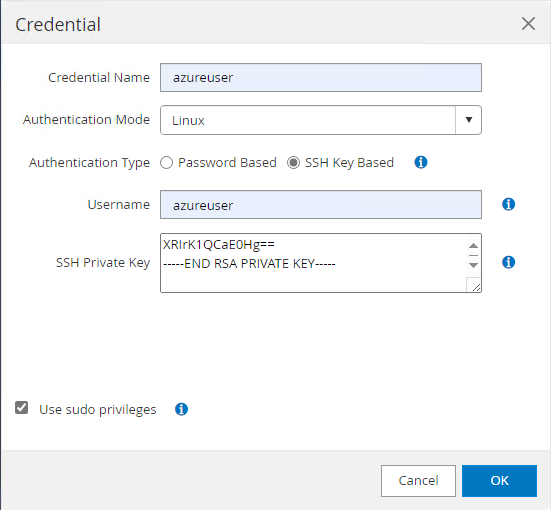 Credential
Credential Name azureuser
Authentication Mode Linux
Authentication Type Password Based SSH Key Based
Username azureuser
SSH Private Key XRIrK1QCaE0Hg==
-----END RSA PRIVATE KEY-----
Use sudo privileges
Cancel OK